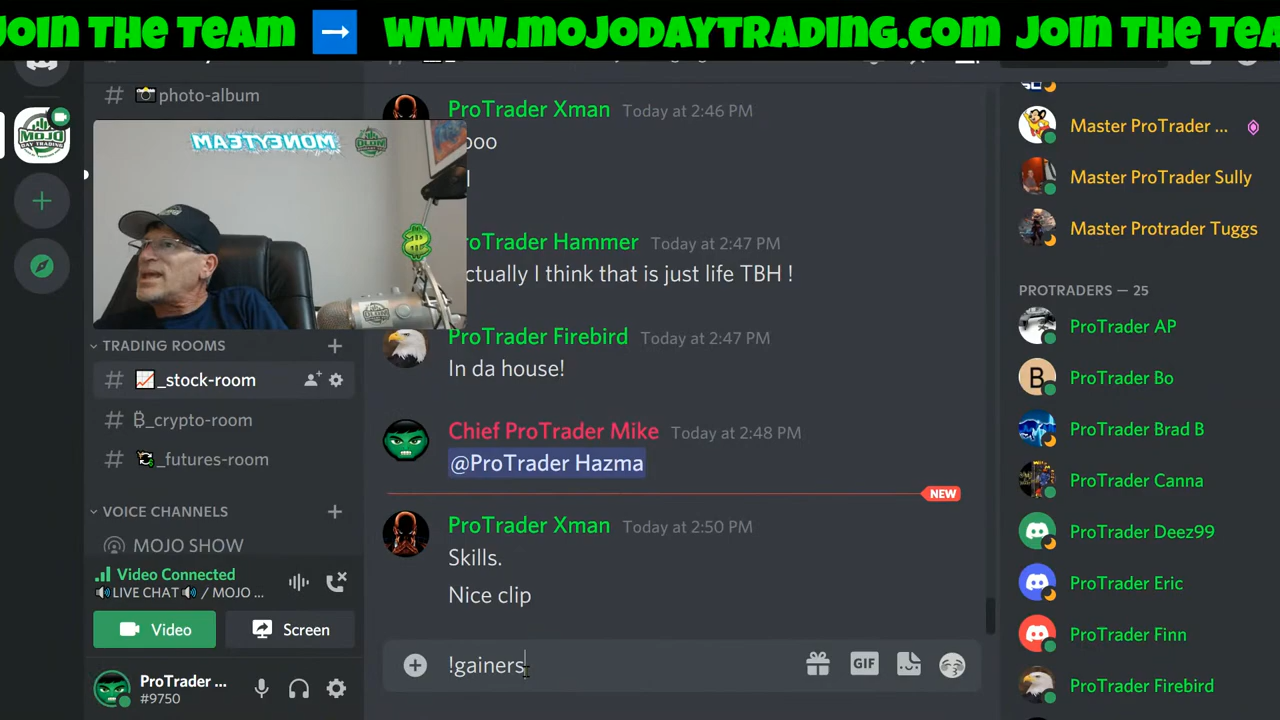 JOIN THE TEAM ➡ www.MOJODAYTRADING.COM JOIN THE TEA
# 📷photo-album
MONEYTEAM
MOJO
MOJO
DAY TRADING
TRADING ROOMS
# 📈_stock-room
# ₿_crypto-room
# _futures-room
VOICE CHANNELS
MOJO SHOW
Video Connected
🔊LIVE CHAT🔊 / MOJO ...
Video
Screen
ProTrader ...
#9750
ProTrader Xman Today at 2:46 PM
ooo
ProTrader Hammer Today at 2:47 PM
ctually I think that is just life TBH !
ProTrader Firebird Today at 2:47 PM
In da house!
Chief ProTrader Mike Today at 2:48 PM
@ProTrader Hazma
NEW
ProTrader Xman Today at 2:50 PM
Skills.
Nice clip
!gainers
GIF
Master ProTrader ...
Master ProTrader Sully
Master Protrader Tuggs
PROTRADERS — 25
ProTrader AP
B
ProTrader Bo
ProTrader Brad B
ProTrader Canna
ProTrader Deez99
ProTrader Eric
ProTrader Finn
ProTrader Firebird